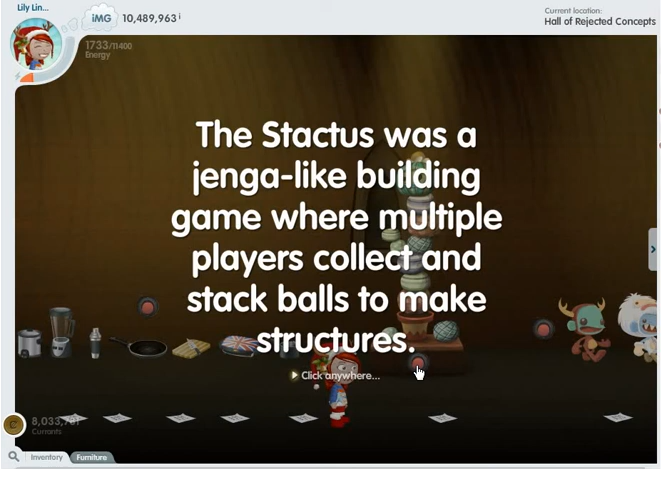 Lily Lin...
iMG 10,489,963 i
Current location:
Hall of Rejected Concepts
1733/11400
Energy
The Stactus was a
jenga-like building
game where multiple
players collect and
stack balls to make
structures.
Click anywhere...
Currants
Inventory Furniture